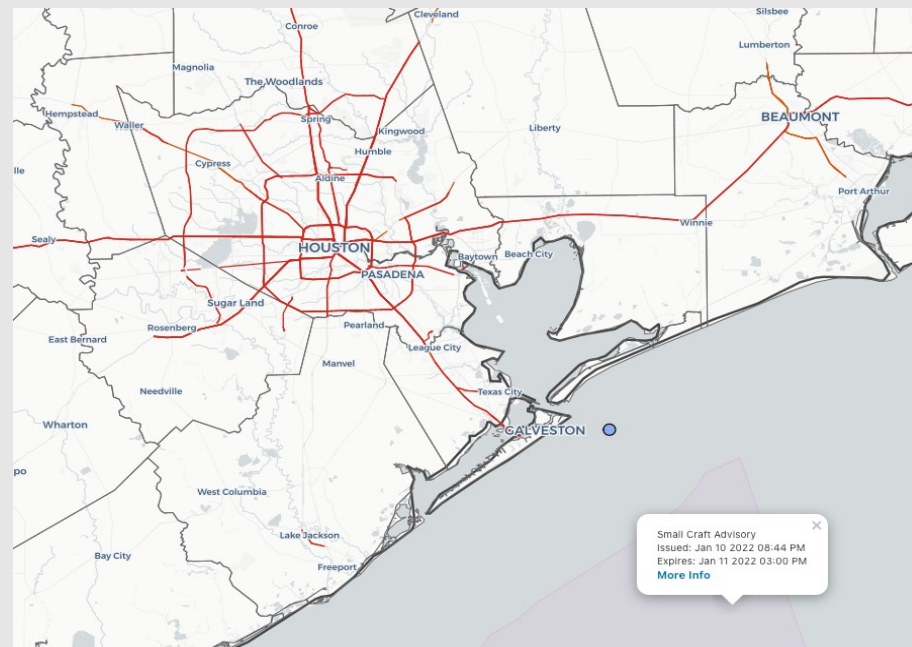 Cleveland
Silsbee
Conroe
Lumberton
Magnolia
The Woodlands
Hempstead
Waller
Spring
Kingwood
Liberty
BEAUMONT
Humble
Cypress
lle
Aldine
Port Arthur
Winnie
Sealy
HOUSTON
Baytown
Beach City
PASADENA
Sugar Land
Rosenberg
Pearland
East Bernard
League City
Manvel
Needville
Texas City
Wharton
GALVESTON
po
West Columbia
Lake Jackson
Bay City
Freeport
×
Small Craft Advisory
Issued: Jan 10 2022 08:44 PM
Expires: Jan 11 2022 03:00 PM
More Info